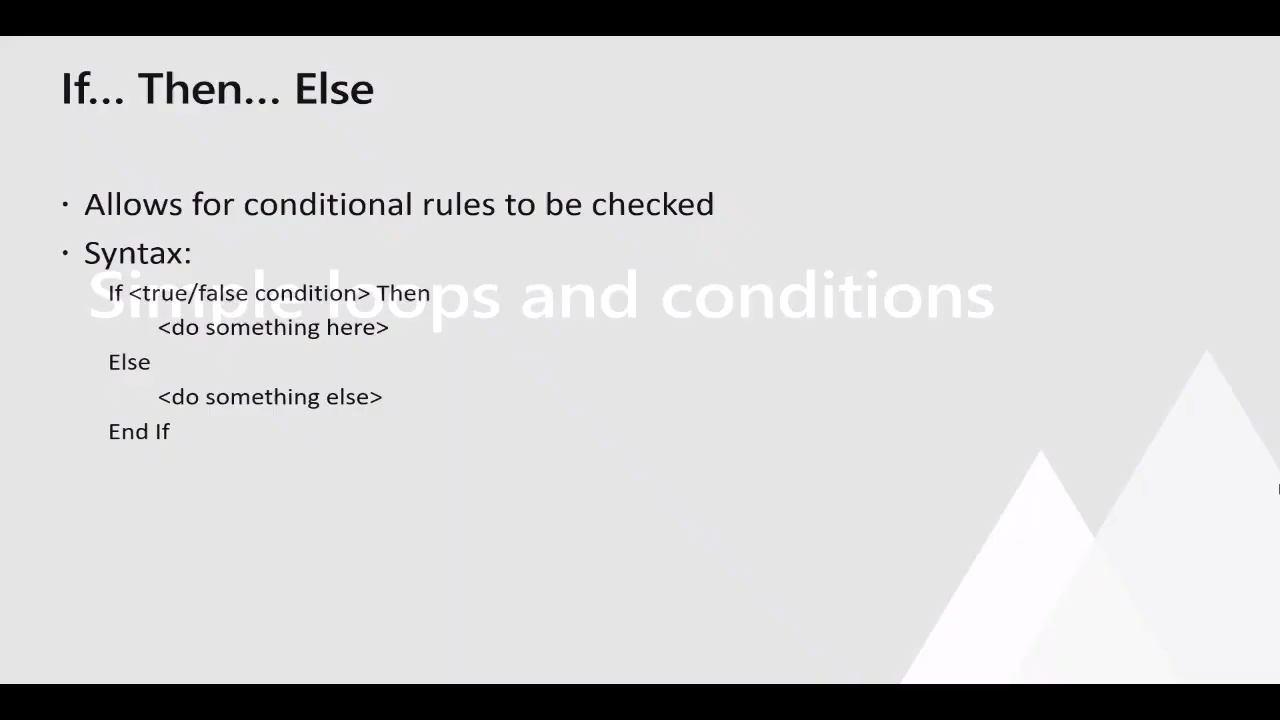 If... Then... Else
· Allows for conditional rules to be checked
· Syntax:
Simple loops and conditions
If <true/false condition> Then
<do something here>
Else
<do something else>
End If